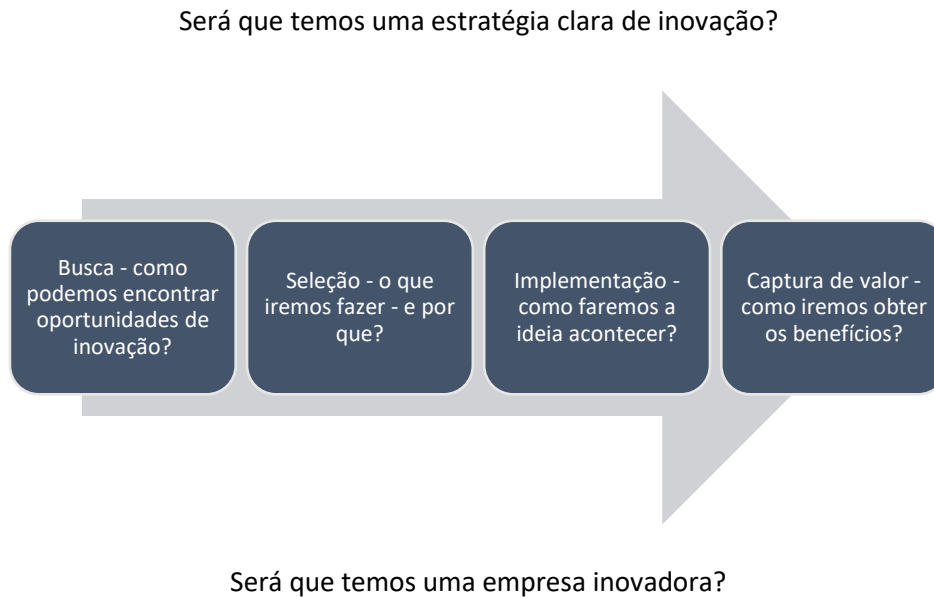 Será que temos uma estratégia clara de inovação?
Busca - como
podemos encontrar
oportunidades de
inovação?
Seleção - o que
iremos fazer - e por
que?
Implementação -
como faremos a
ideia acontecer?
Captura de valor -
como iremos obter
os benefícios?
Será que temos uma empresa inovadora?